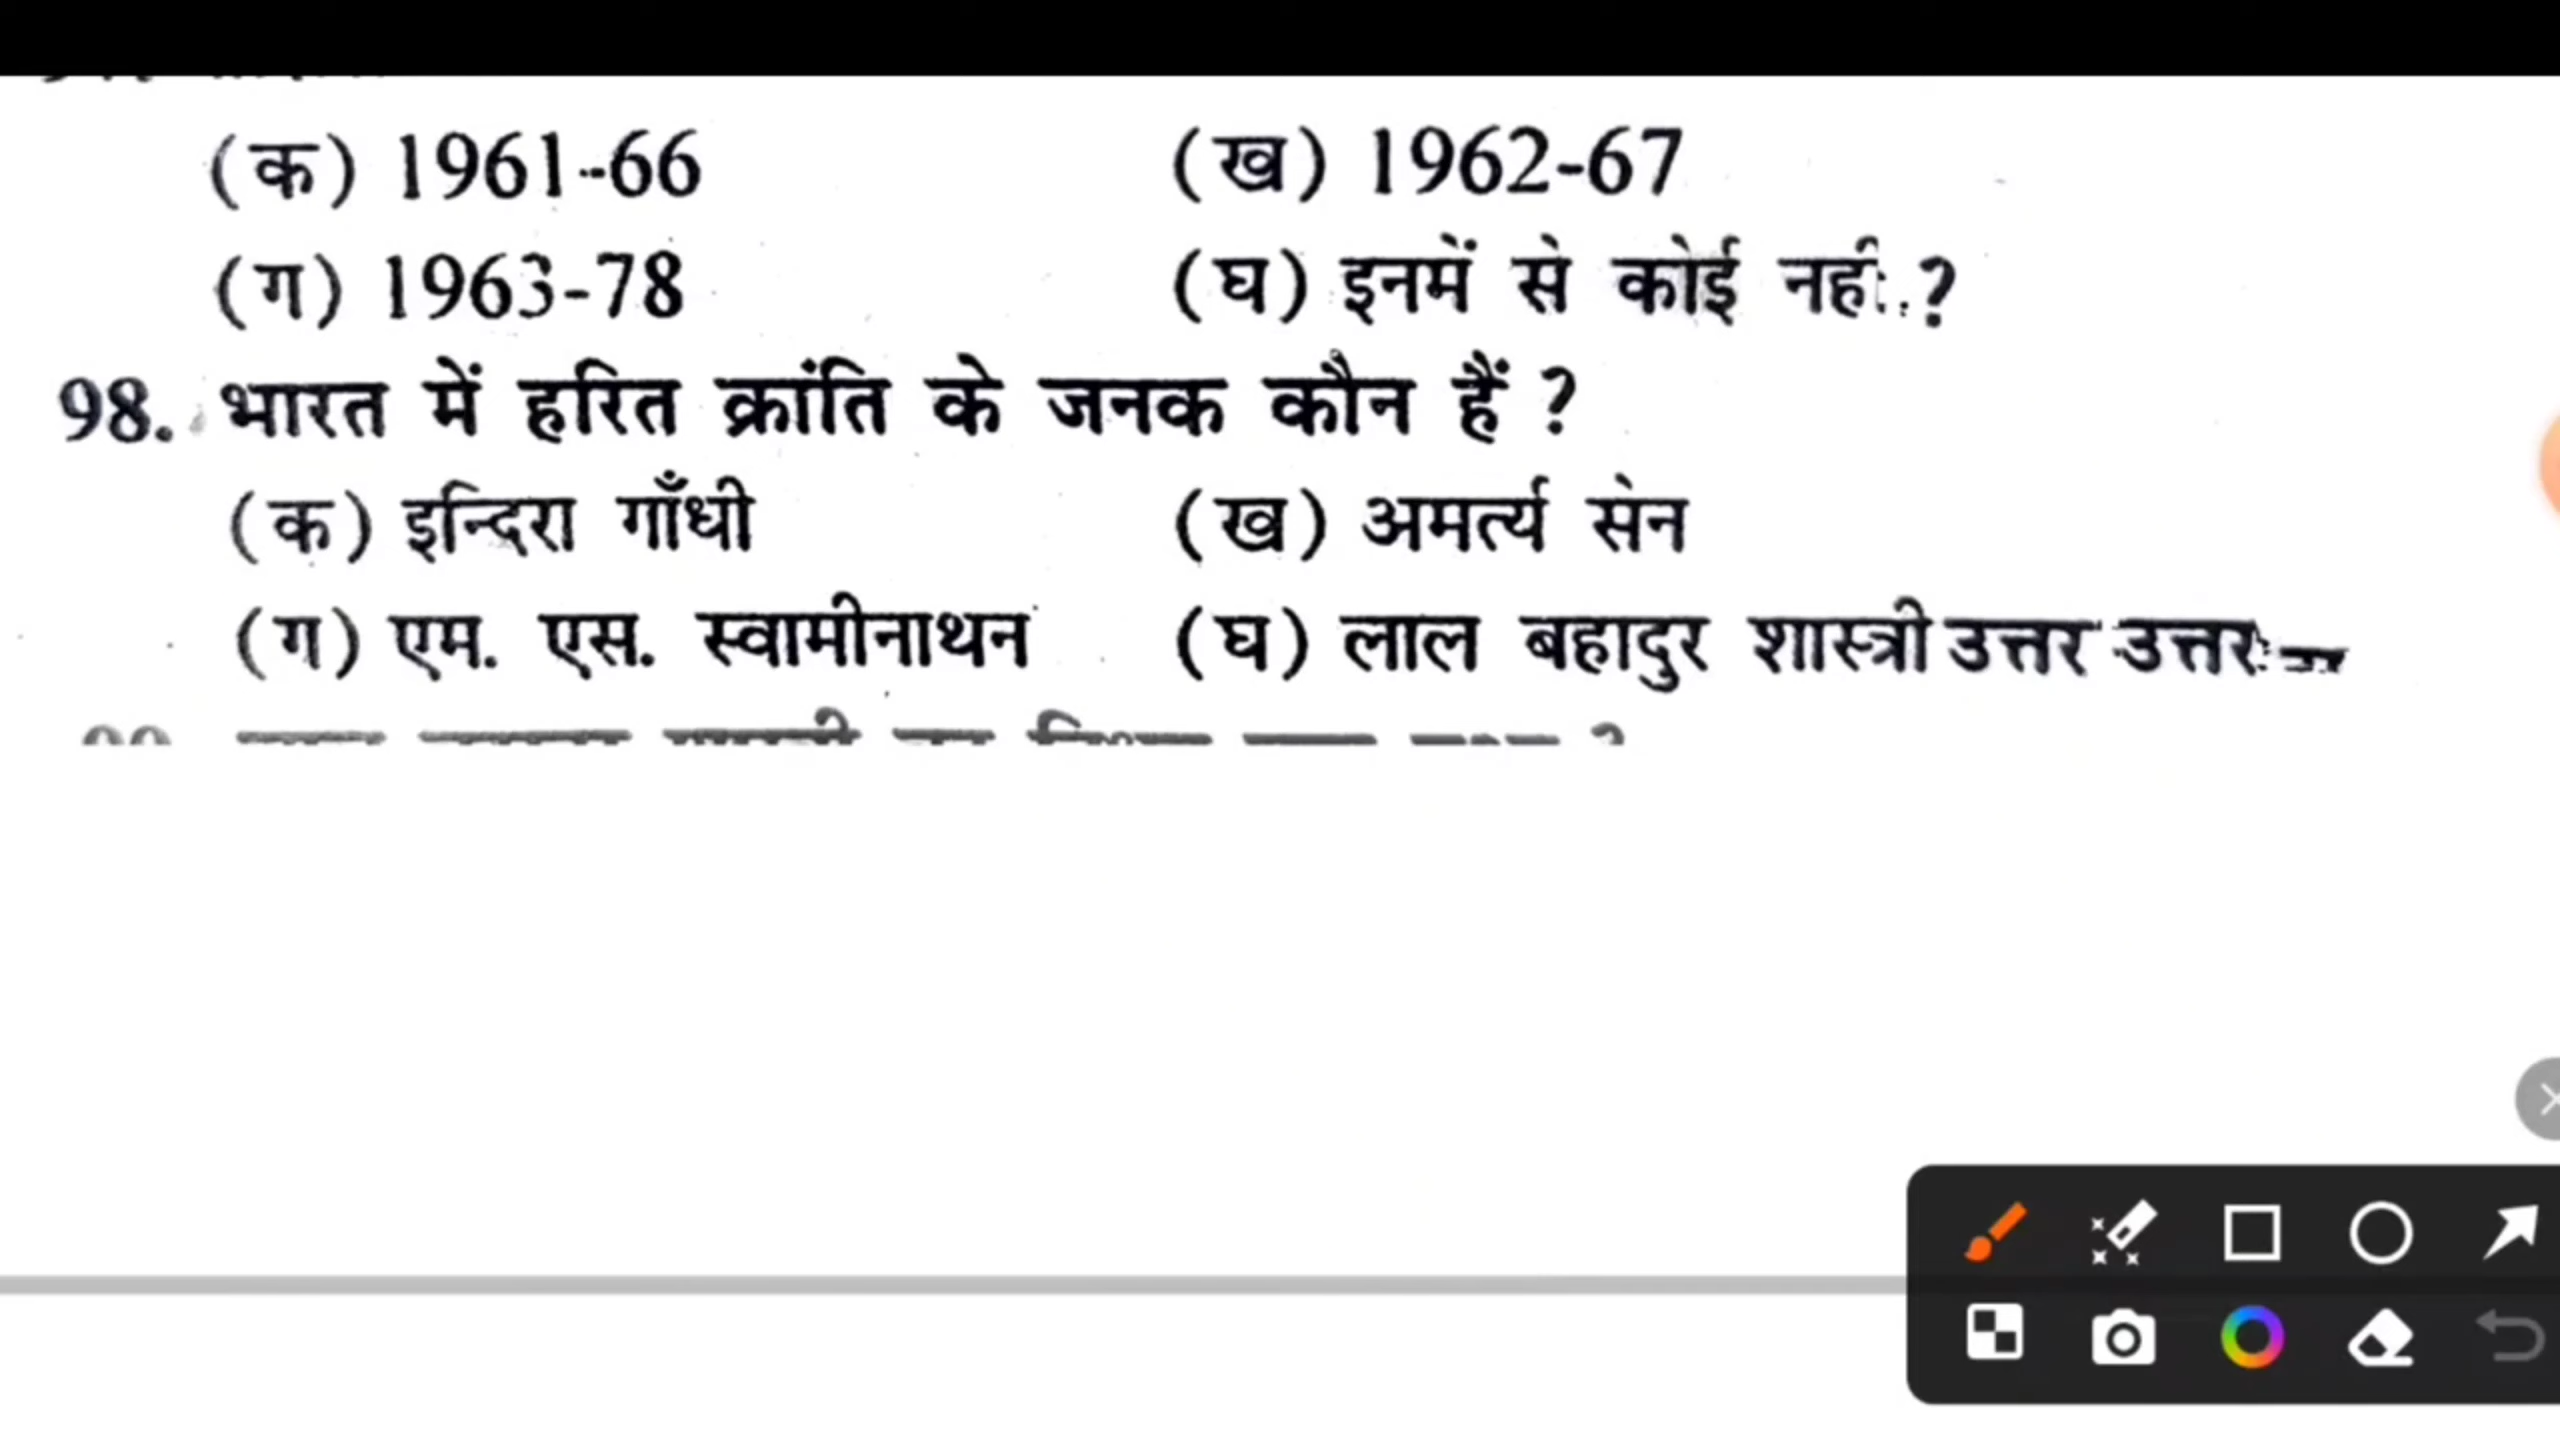 (क) 1961-66 (ख) 1962-67
(ग) 1963-78 (घ) इनमें से कोई नहीं ?
98. भारत में हरित क्रांति के जनक कौन हैं ?
(क) इन्दिरा गाँधी (ख) अमर्त्य सेन
(ग) एम. एस. स्वामीनाथन (घ) लाल बहादुर शास्त्री उत्तर उत्तर